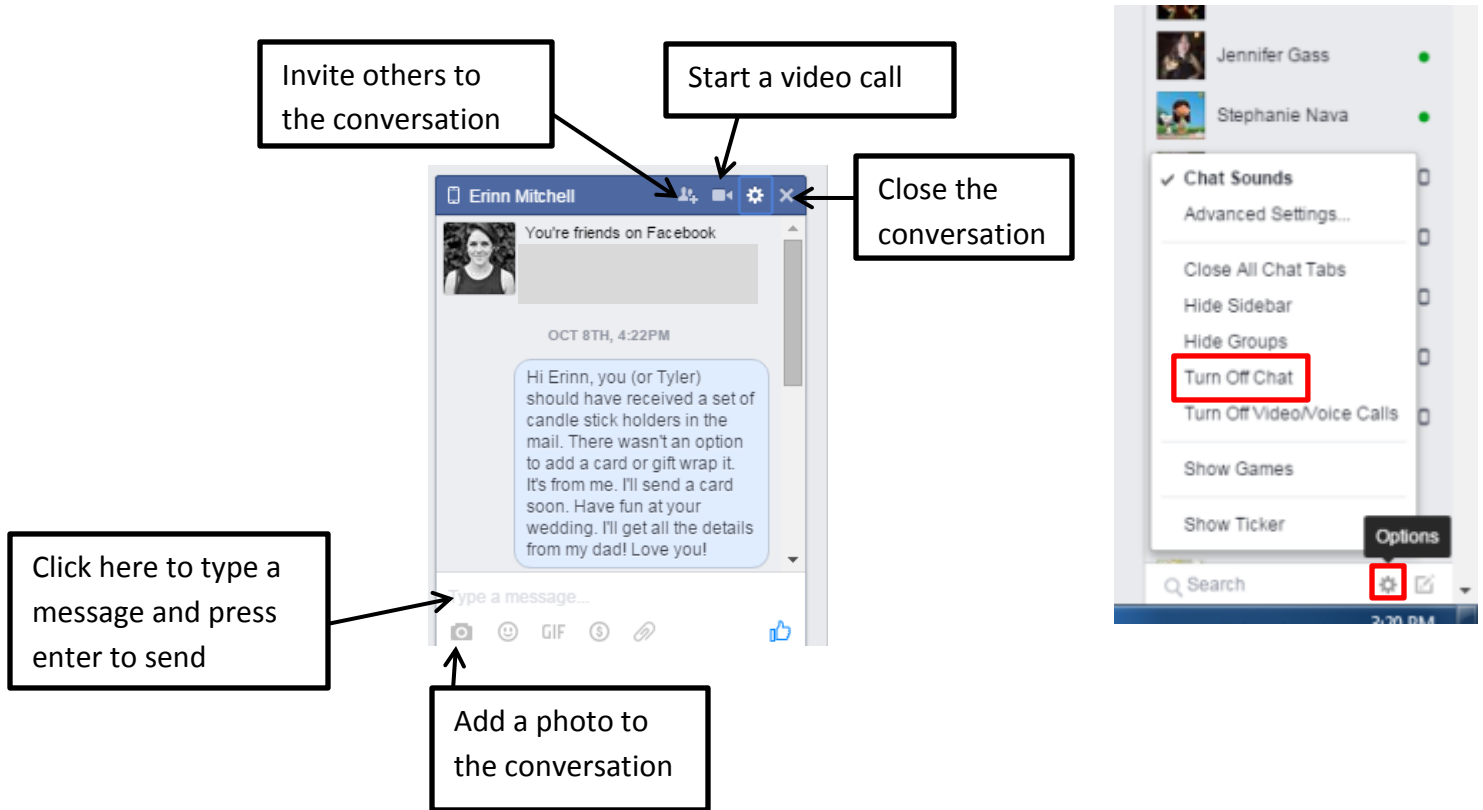 Invite others to
the conversation
Start a video call
Close the
conversation
Erinn Mitchell
You're friends on Facebook
OCT 8TH, 4:22PM
Hi Erinn, you (or Tyler)
should have received a set of
candle stick holders in the
mail. There wasn't an option
to add a card or gift wrap it.
It's from me. I'll send a card
soon. Have fun at your
wedding. I'll get all the details
from my dad! Love you!
Type a message...
GIF
Click here to type a
message and press
enter to send
Add a photo to
the conversation
Jennifer Gass
Stephanie Nava
Chat Sounds
Advanced Settings...
Close All Chat Tabs
Hide Sidebar
Hide Groups
Turn Off Chat
Turn Off Video/Voice Calls
Show Games
Show Ticker
Options
Search
3:20 PM